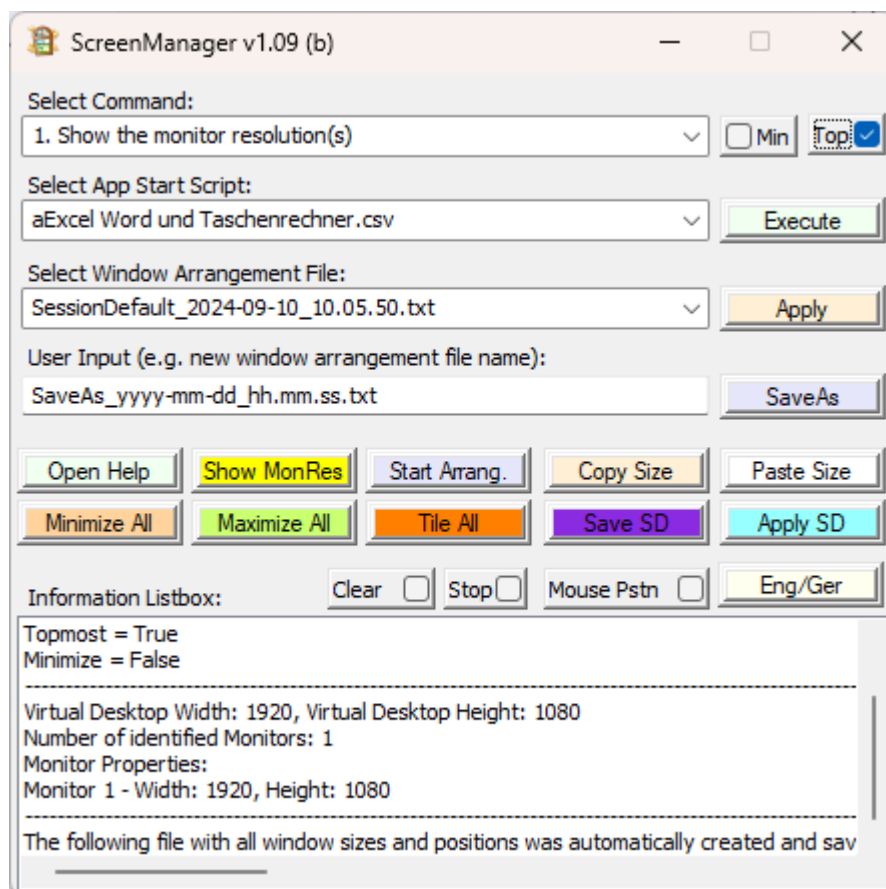 ScreenManager v1.09 (b)
Select Command:
1. Show the monitor resolution(s)
Min
Top
Select App Start Script:
aExcel Word und Taschenrechner.csv
Execute
Select Window Arrangement File:
SessionDefault_2024-09-10_10.05.50.txt
Apply
User Input (e.g. new window arrangement file name):
SaveAs_yyyy-mm-dd_hh.mm.ss.txt
SaveAs
Open Help
Show MonRes
Start Arrang.
Copy Size
Paste Size
Minimize All
Maximize All
Tile All
Save SD
Apply SD
Information Listbox:
Clear
Stop
Mouse Pstn
Eng/Ger
Topmost = True
Minimize = False
Virtual Desktop Width: 1920, Virtual Desktop Height: 1080
Number of identified Monitors: 1
Monitor Properties:
Monitor 1 - Width: 1920, Height: 1080
The following file with all window sizes and positions was automatically created and sav